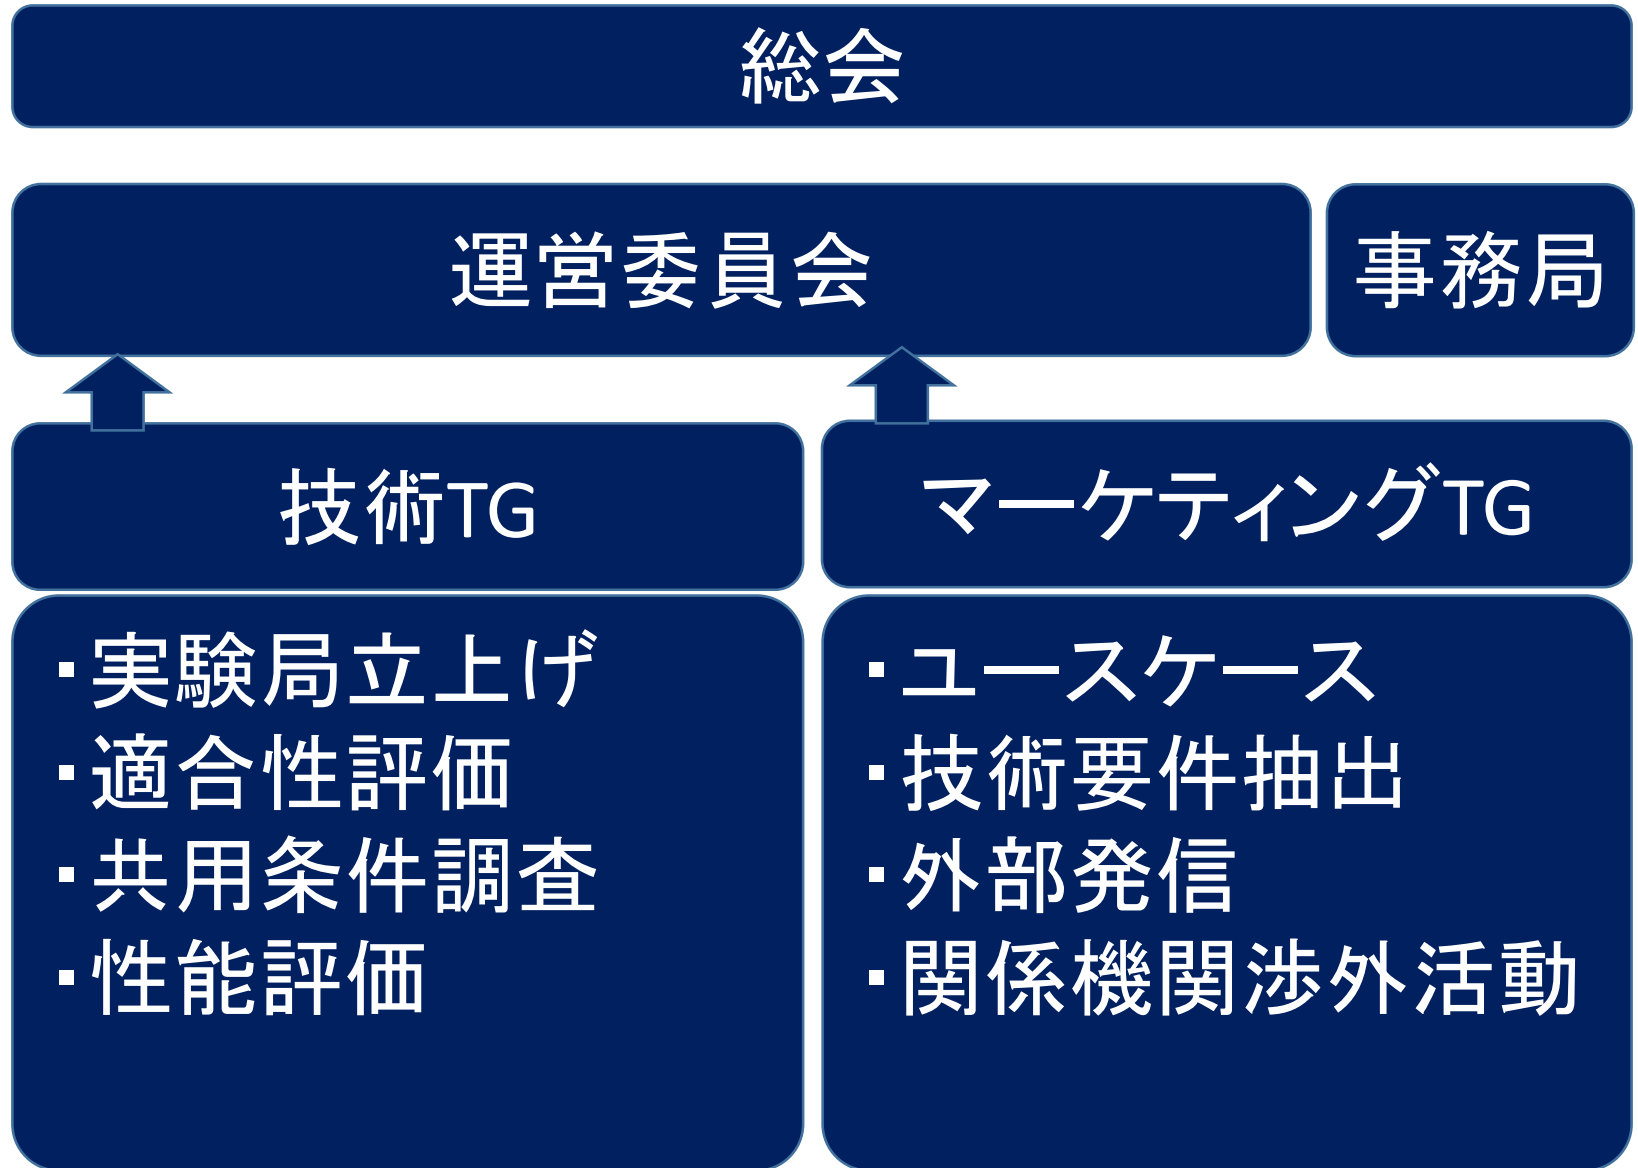 総会
運営委員会
事務局
技術TG
マーケティングTG
▪実験局立上げ
▪適合性評価
▪共用条件調査
▪性能評価
▪ユースケース
▪技術要件抽出
▪外部発信
▪関係機関渉外活動